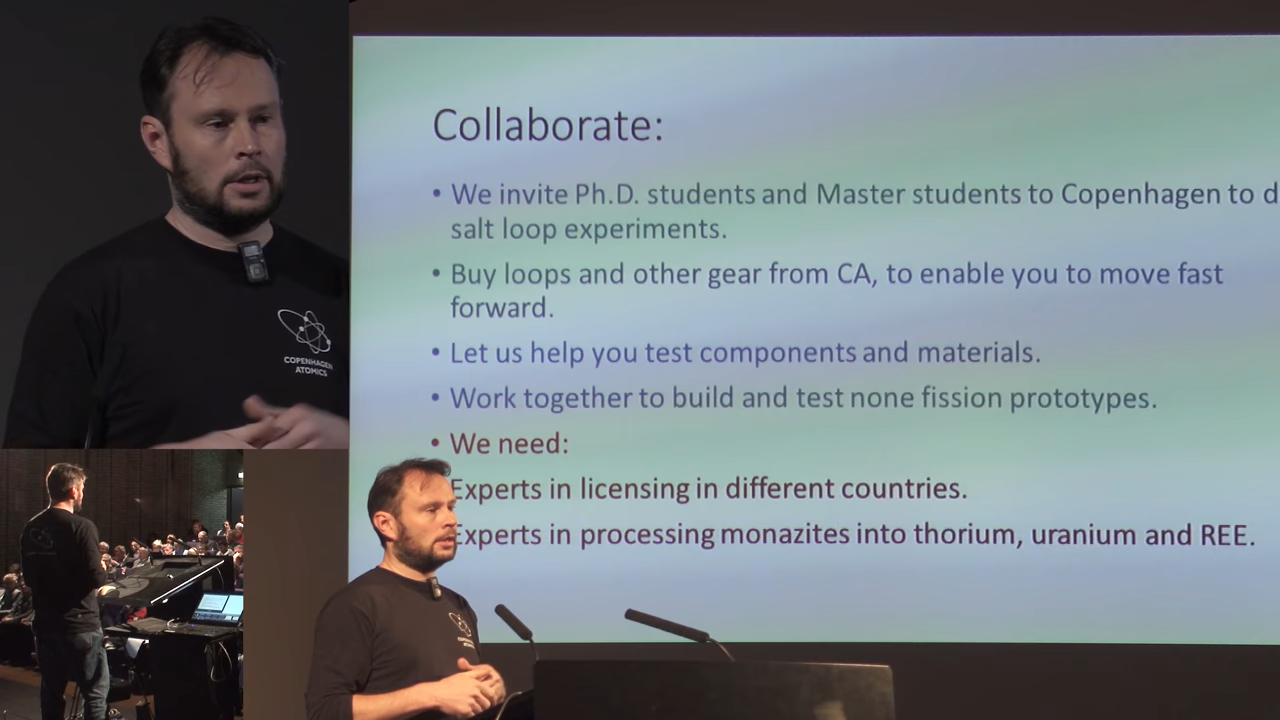 Collaborate:
• We invite Ph.D. students and Master students to Copenhagen to d
salt loop experiments.
• Buy loops and other gear from CA, to enable you to move fast
forward.
• Let us help you test components and materials.
• Work together to build and test none fission prototypes.
• We need:
Experts in licensing in different countries.
Experts in processing monazites into thorium, uranium and REE.
COPENHAGEN
ATOMICS